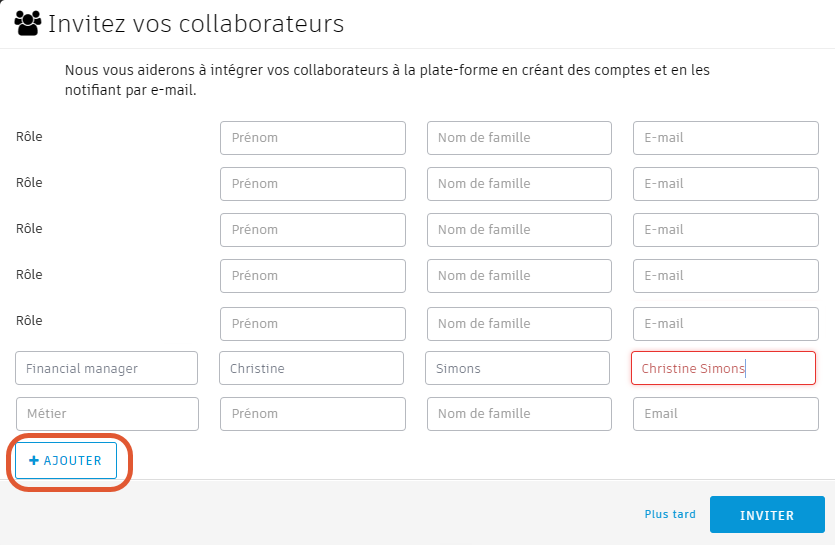 Invitez vos collaborateurs
Nous vous aiderons à intégrer vos collaborateurs à la plate-forme en créant des comptes et en les
notifiant par e-mail.
Rôle Prénom Nom de famille E-mail
Rôle Prénom Nom de famille E-mail
Rôle Prénom Nom de famille E-mail
Rôle Prénom Nom de famille E-mail
Rôle Prénom Nom de famille E-mail
Financial manager Christine Simons Christine Simons
Métier Prénom Nom de famille Email
+ AJOUTER
Plus tard INVITER